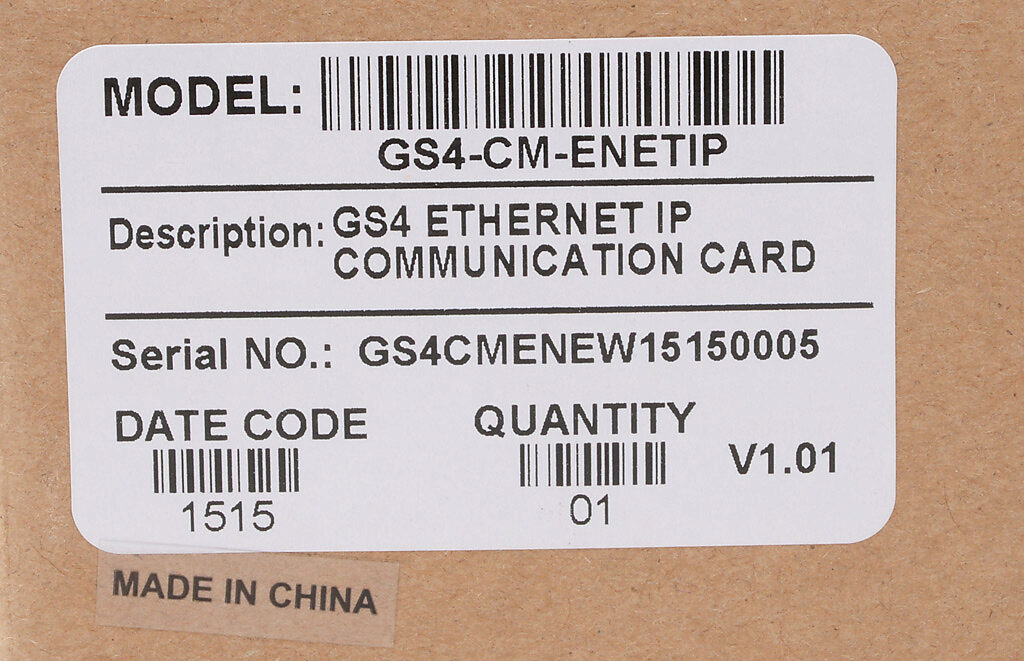 MODEL:
GS4-CM-ENETIP
Description: GS4 ETHERNET IP
COMMUNICATION CARD
Serial NO.: GS4CMENEW15150005
DATE CODE QUANTITY
V1.01
1515 01
MADE IN CHINA